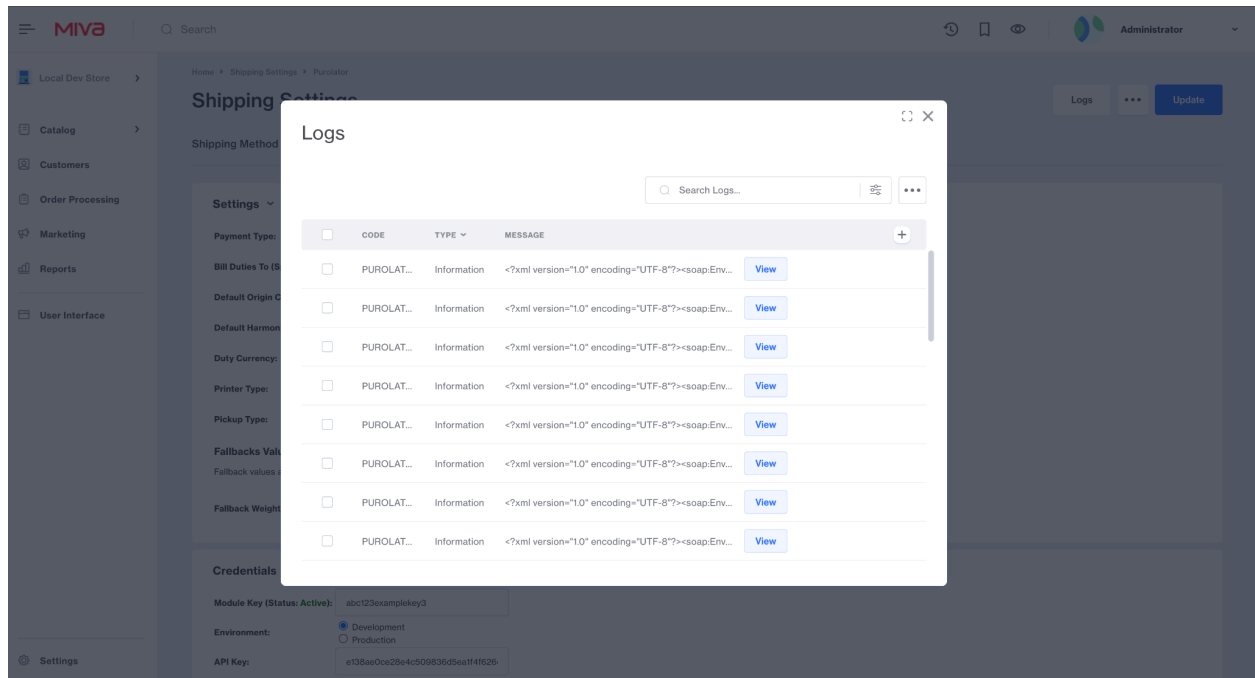 MIVA
Search
Administrator
Local Dev Store
Home > Shipping Settings > Purolator
Shipping Settings
Logs
Update
Catalog
Shipping Method
Customers
Order Processing
Marketing
Reports
User Interface
Settings
Settings
Payment Type:
Bill Duties To (S
Default Origin C
Default Harmon
Duty Currency:
Printer Type:
Pickup Type:
Fallbacks Valu
Fallback values a
Fallback Weight
Logs
Search Logs...
CODE TYPE MESSAGE
PUROLAT... Information <?xml version="1.0" encoding="UTF-8"?><soap:Env... View
PUROLAT... Information <?xml version="1.0" encoding="UTF-8"?><soap:Env... View
PUROLAT... Information <?xml version="1.0" encoding="UTF-8"?><soap:Env... View
PUROLAT... Information <?xml version="1.0" encoding="UTF-8"?><soap:Env... View
PUROLAT... Information <?xml version="1.0" encoding="UTF-8"?><soap:Env... View
PUROLAT... Information <?xml version="1.0" encoding="UTF-8"?><soap:Env... View
PUROLAT... Information <?xml version="1.0" encoding="UTF-8"?><soap:Env... View
PUROLAT... Information <?xml version="1.0" encoding="UTF-8"?><soap:Env... View
Credentials
Module Key (Status: Active): abc123examplekey3
Environment: Development
Production
API Key: e138ae0ce28e4c509836d5ea1f4f626